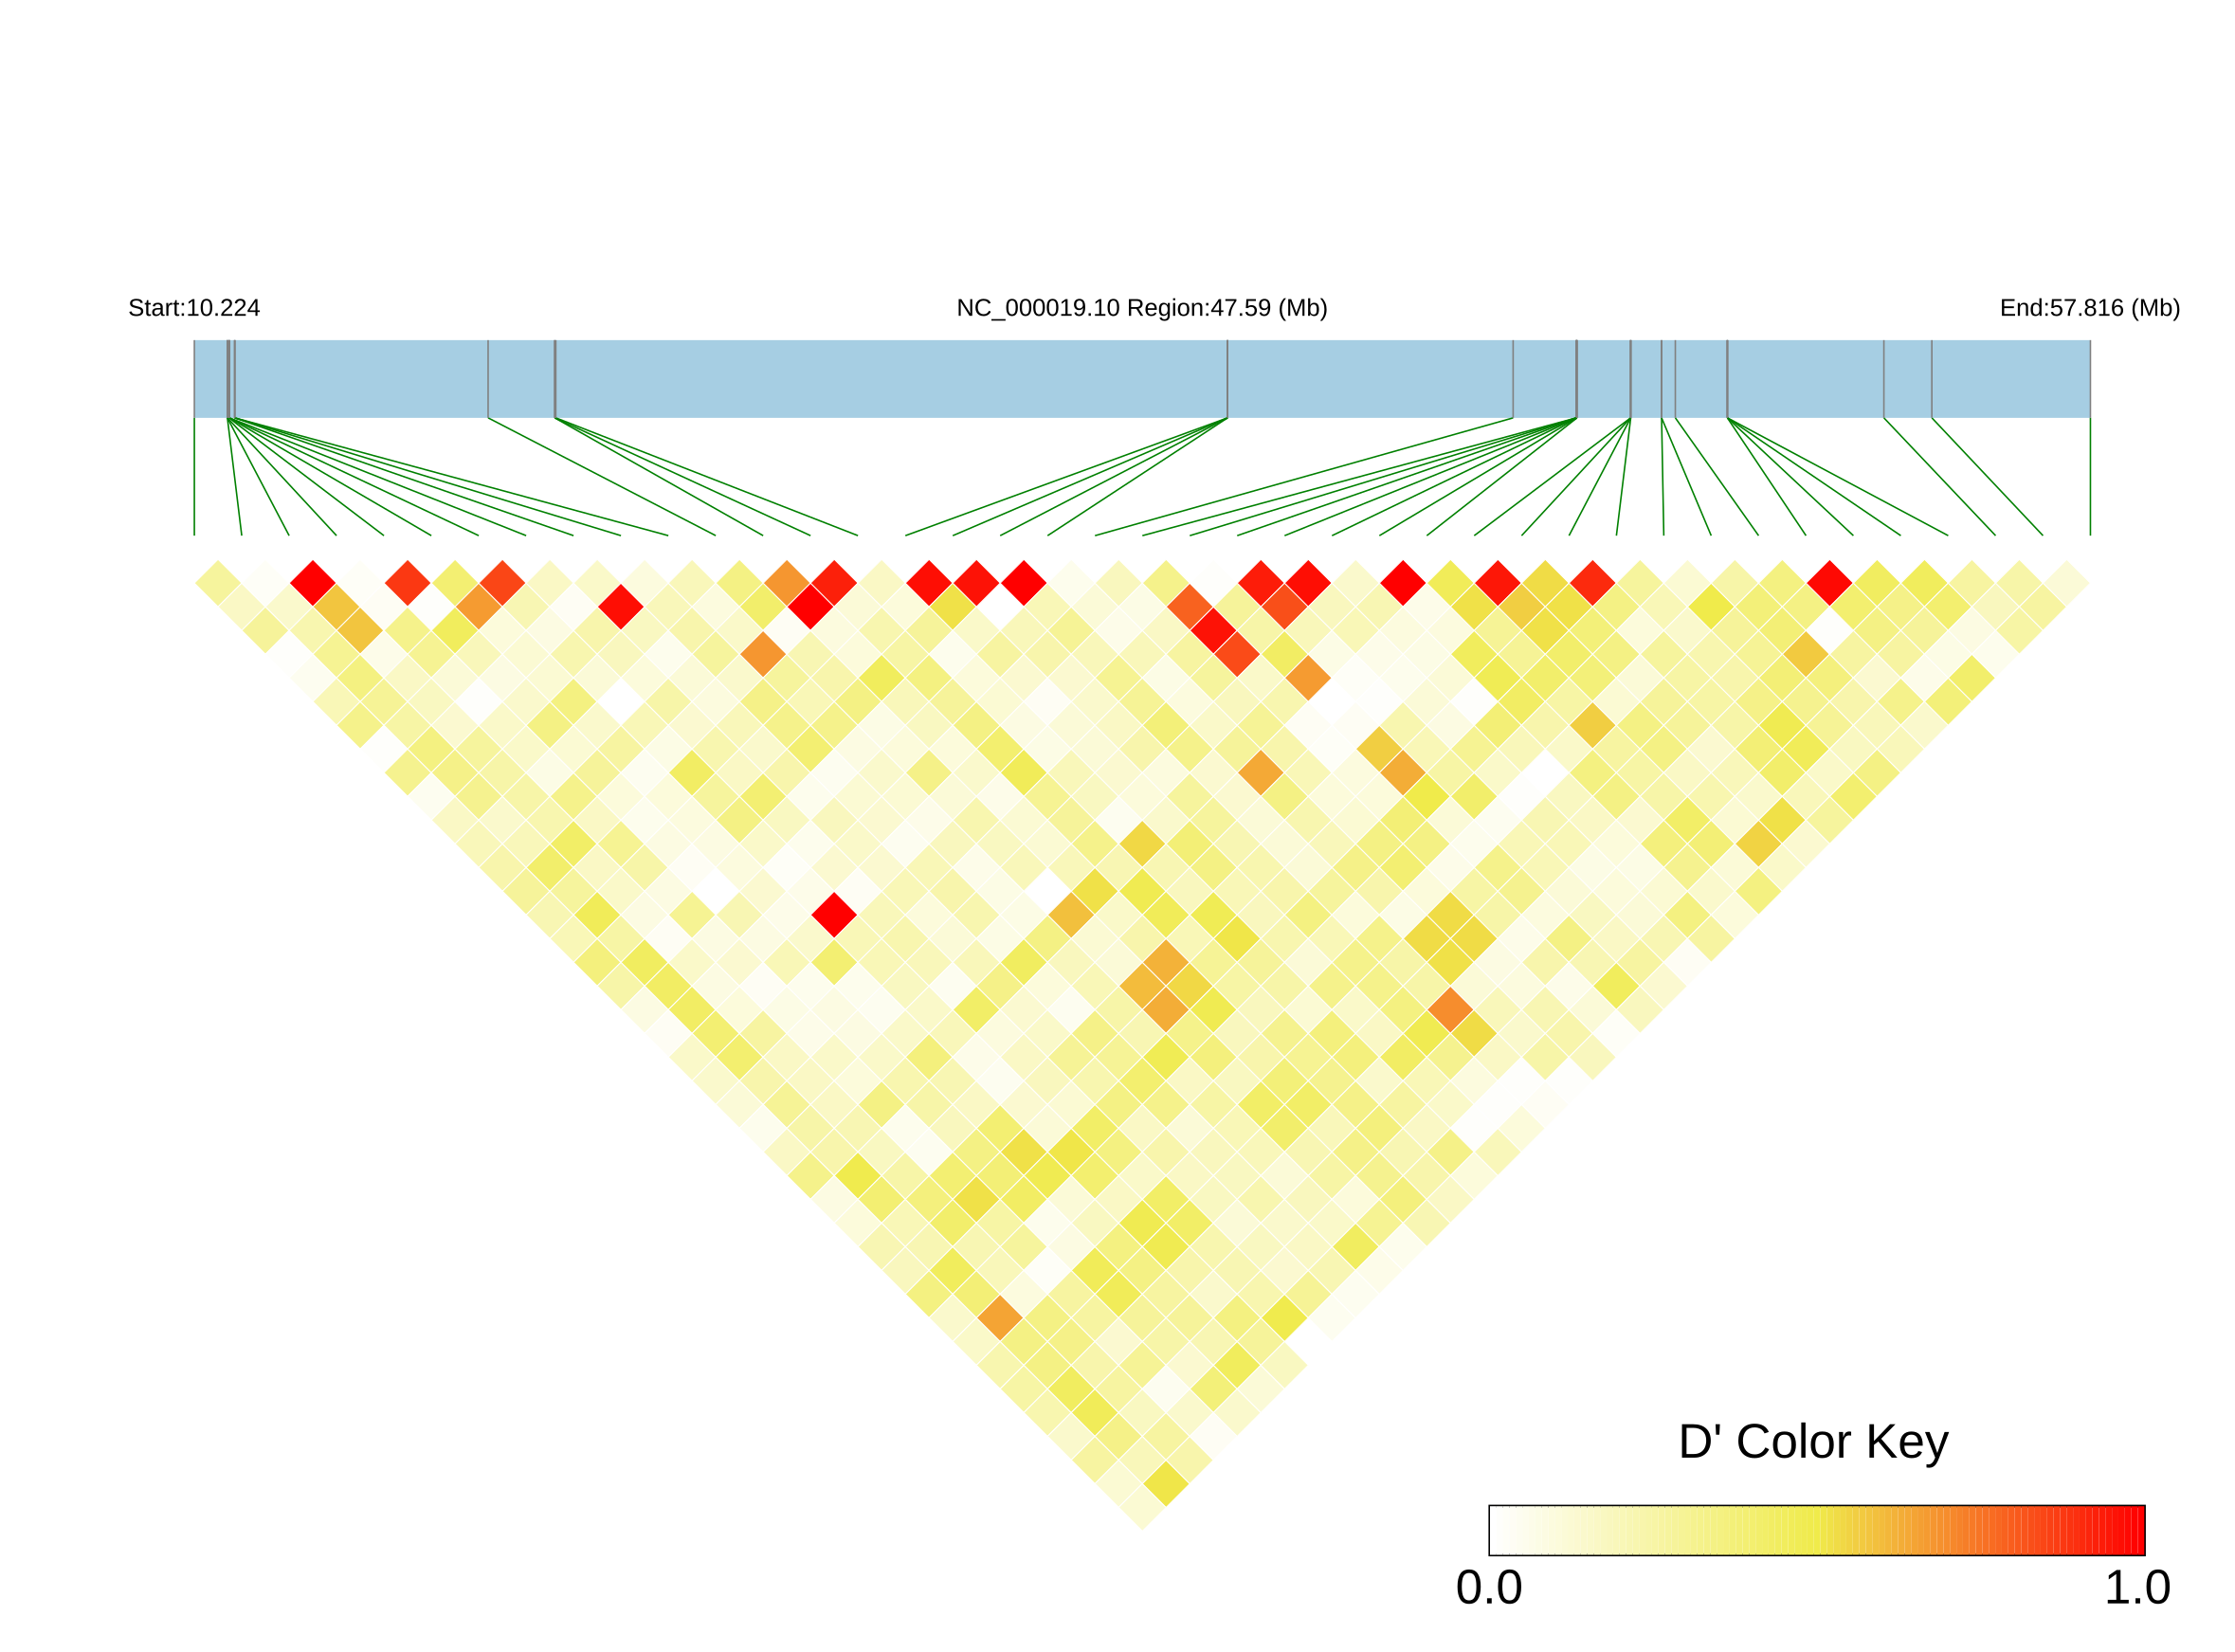 Start:10.224 NC_000019.10 Region:47.59 (Mb) End:57.816 (Mb)
D' Color Key
0.0 1.0